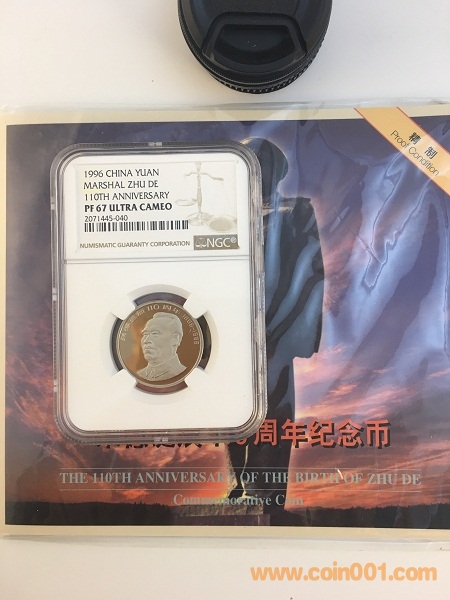 精制
Proof Condition
1996 CHINA YUAN
MARSHAL ZHU DE
110TH ANNIVERSARY
PF 67 ULTRA CAMEO
2071445-040
NUMISMATIC GUARANTY CORPORATION
NGC
周年纪念币
THE 110TH ANNIVERSARY OF THE BIRTH OF ZHU DE
Commemorative Coin
www.coin001.com